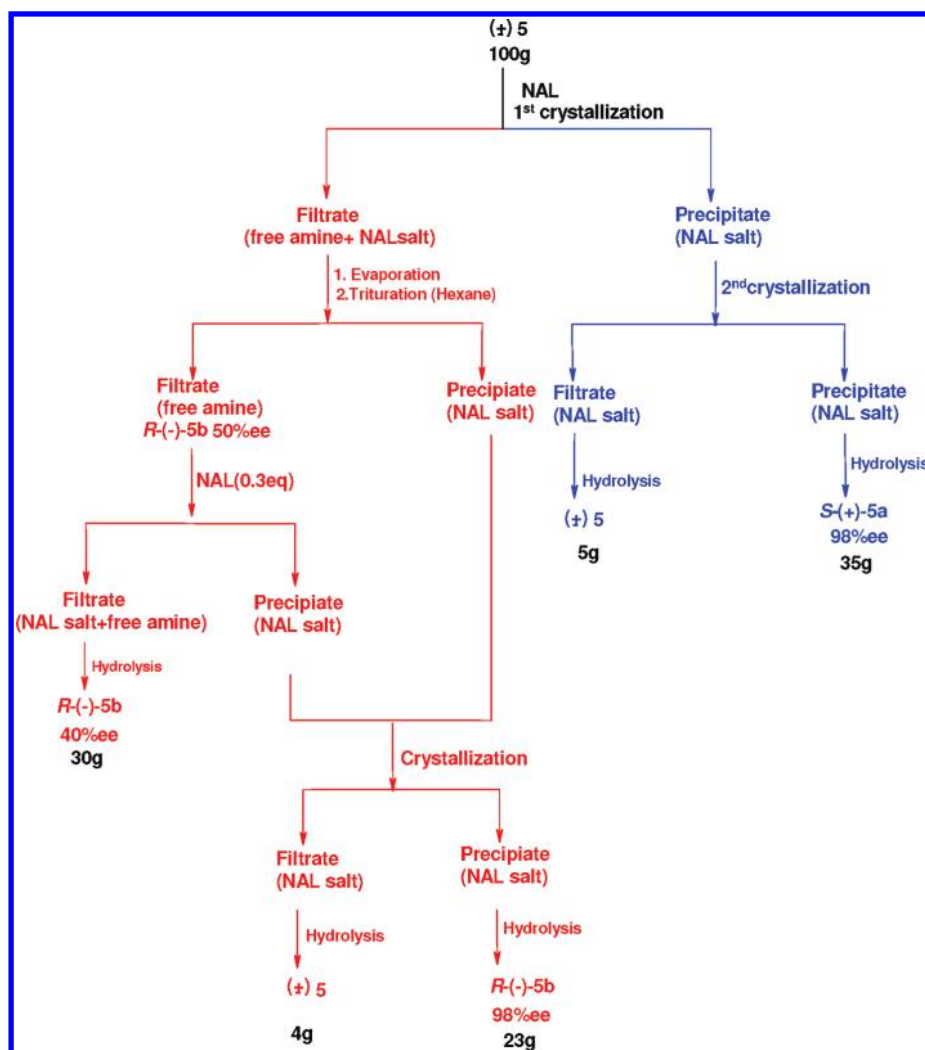 (±) 5
100g
NAL
1st crystallization
Filtrate
(free amine+ NALsalt)
Precipitate
(NAL salt)
1. Evaporation
2.Trituration (Hexane)
2ndcrystallization
Filtrate
(free amine)
R-(-)-5b 50%ee
Precipiate
(NAL salt)
Filtrate
(NAL salt)
Precipitate
(NAL salt)
NAL(0.3eq)
Hydrolysis
Hydrolysis
(±) 5
5g
S-(+)-5a
98%ee
35g
Filtrate
(NAL salt+free amine)
Precipiate
(NAL salt)
Hydrolysis
R-(-)-5b
40%ee
30g
Crystallization
Filtrate
(NAL salt)
Precipiate
(NAL salt)
Hydrolysis
Hydrolysis
(±) 5
4g
R-(-)-5b
98%ee
23g